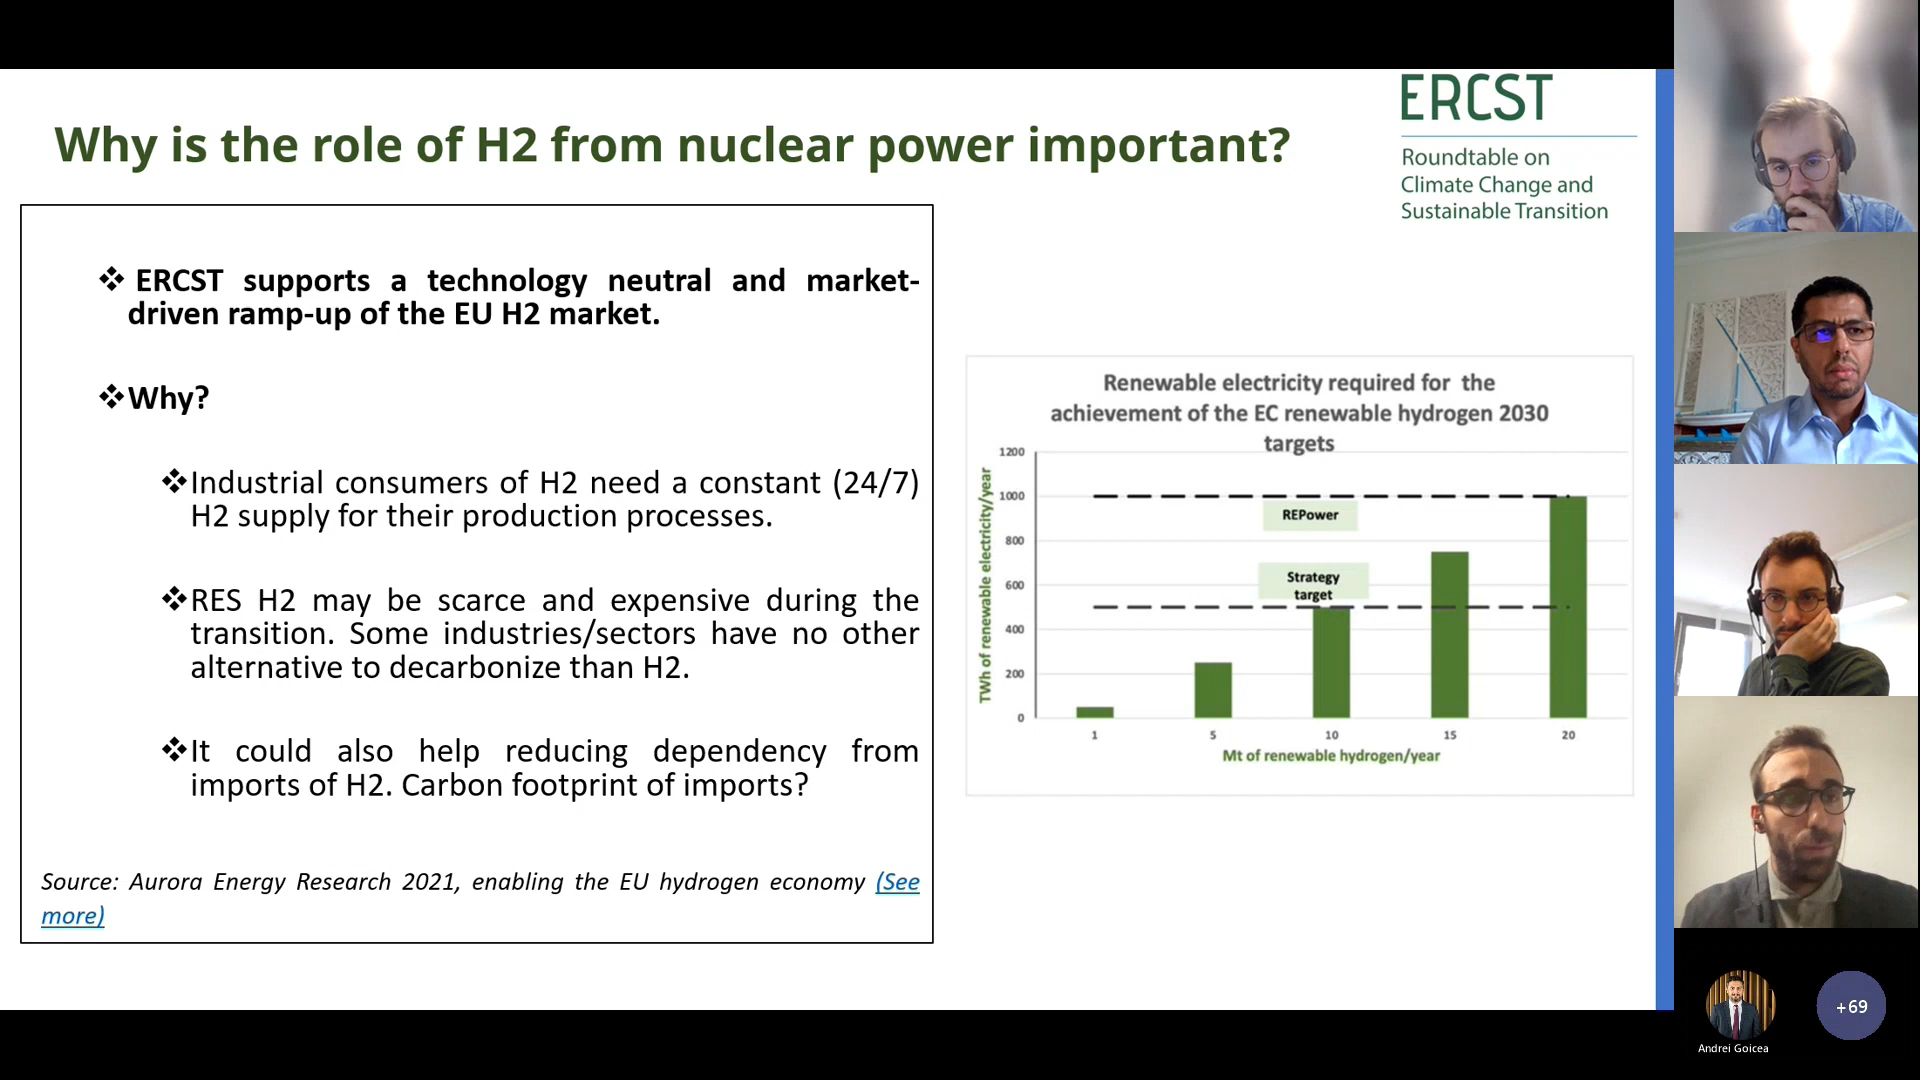 Why is the role of H2 from nuclear power important?
ERCST
Roundtable on
Climate Change and
Sustainable Transition
❖ ERCST supports a technology neutral and market-
driven ramp-up of the EU H2 market.
❖Why?
❖Industrial consumers of H2 need a constant (24/7)
H2 supply for their production processes.
❖RES H2 may be scarce and expensive during the
transition. Some industries/sectors have no other
alternative to decarbonize than H2.
❖It could also help reducing dependency from
imports of H2. Carbon footprint of imports?
Source: Aurora Energy Research 2021, enabling the EU hydrogen economy (See
more)
Renewable electricity required for the
achievement of the EC renewable hydrogen 2030
targets
TWh of renewable electricity/year
1200
1000
800
600
400
200
0
REPower
Strategy
target
1 5 10 15 20
Mt of renewable hydrogen/year
Andrei Goicea
+69